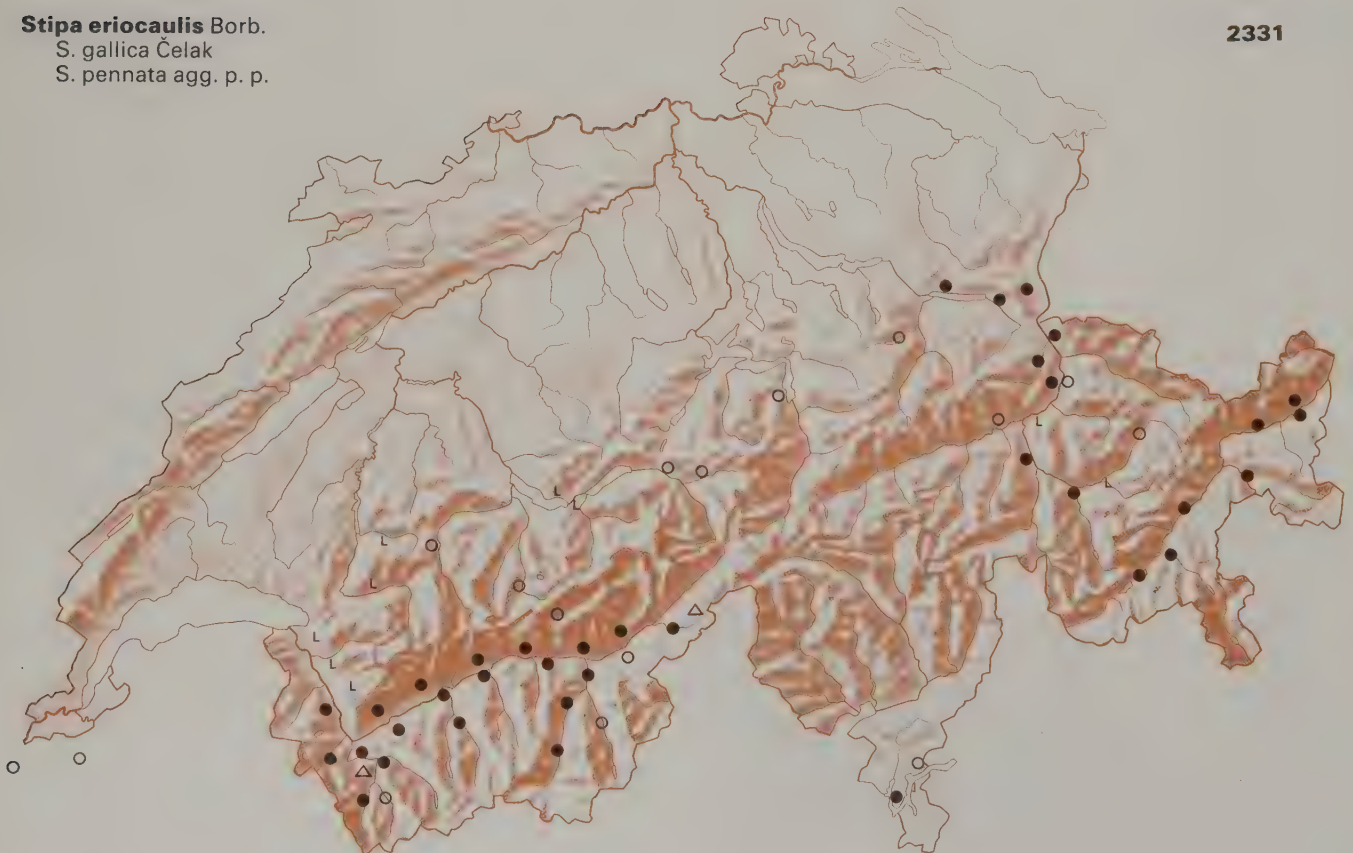 Stipa eriocaulis Borb.
S. gallica Čelak
S. pennata agg. p. p.
2331
L
L
L
L
L
L
L
L
L